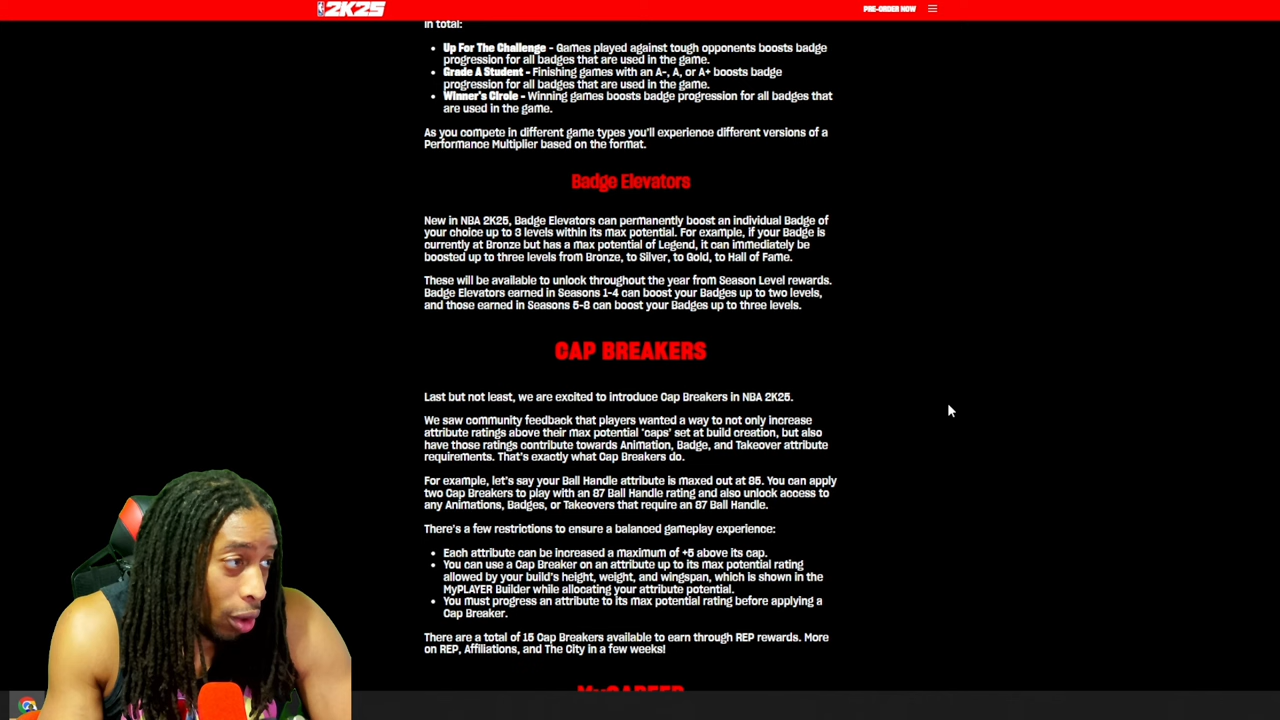 NBA 2K25
PRE-ORDER NOW
in total:
• Up For The Challenge - Games played against tough opponents boosts badge
progression for all badges that are used in the game.
• Grade A Student - Finishing games with an A-, A, or A+ boosts badge
progression for all badges that are used in the game.
• Winner's Circle - Winning games boosts badge progression for all badges that
are used in the game.
As you compete in different game types you'll experience different versions of a
Performance Multiplier based on the format.
Badge Elevators
New in NBA 2K25, Badge Elevators can permanently boost an individual Badge of
your choice up to 3 levels within its max potential. For example, if your Badge is
currently at Bronze but has a max potential of Legend, it can immediately be
boosted up to three levels from Bronze, to Silver, to Gold, to Hall of Fame.
These will be available to unlock throughout the year from Season Level rewards.
Badge Elevators earned in Seasons 1-4 can boost your Badges up to two levels,
and those earned in Seasons 5-8 can boost your Badges up to three levels.
CAP BREAKERS
Last but not least, we are excited to introduce Cap Breakers in NBA 2K25.
We saw community feedback that players wanted a way to not only increase
attribute ratings above their max potential 'caps' set at build creation, but also
have those ratings contribute towards Animation, Badge, and Takeover attribute
requirements. That's exactly what Cap Breakers do.
For example, let's say your Ball Handle attribute is maxed out at 85. You can apply
two Cap Breakers to play with an 87 Ball Handle rating and also unlock access to
any Animations, Badges, or Takeovers that require an 87 Ball Handle.
There's a few restrictions to ensure a balanced gameplay experience:
• Each attribute can be increased a maximum of +5 above its cap.
• You can use a Cap Breaker on an attribute up to its max potential rating
allowed by your build's height, weight, and wingspan, which is shown in the
MyPLAYER Builder while allocating your attribute potential.
• You must progress an attribute to its max potential rating before applying a
Cap Breaker.
There are a total of 15 Cap Breakers available to earn through REP rewards. More
on REP, Affiliations, and The City in a few weeks!
MyCAREER